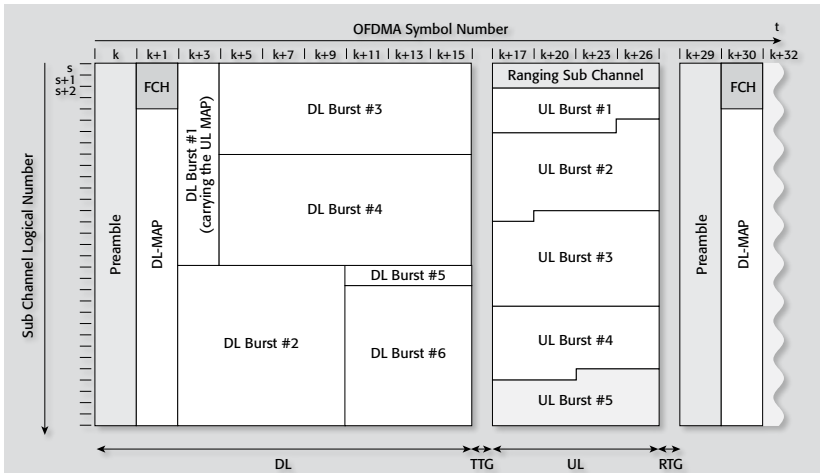 OFDMA Symbol Number
t
k k+1 k+3 k+5 k+7 k+9 k+11 k+13 k+15 k+17 k+20 k+23 k+26 k+29 k+30 k+32
s
s+1
s+2
Sub Channel Logical Number
Preamble
FCH
DL-MAP
DL Burst #1
(carrying the UL MAP)
DL Burst #3
DL Burst #4
DL Burst #5
DL Burst #2
DL Burst #6
Ranging Sub Channel
UL Burst #1
UL Burst #2
UL Burst #3
UL Burst #4
UL Burst #5
Preamble
FCH
DL-MAP
DL TTG UL RTG